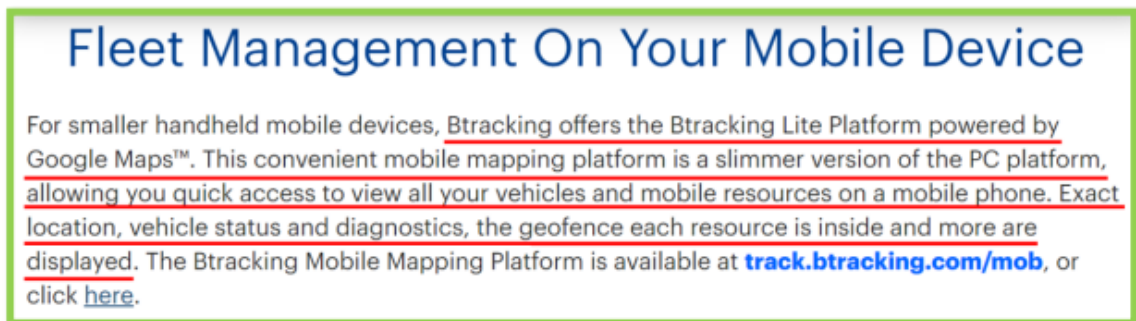 Fleet Management On Your Mobile Device
For smaller handheld mobile devices, Btracking offers the Btracking Lite Platform powered by
Google Maps™. This convenient mobile mapping platform is a slimmer version of the PC platform,
allowing you quick access to view all your vehicles and mobile resources on a mobile phone. Exact
location, vehicle status and diagnostics, the geofence each resource is inside and more are
displayed. The Btracking Mobile Mapping Platform is available at track.btracking.com/mob, or
click here.